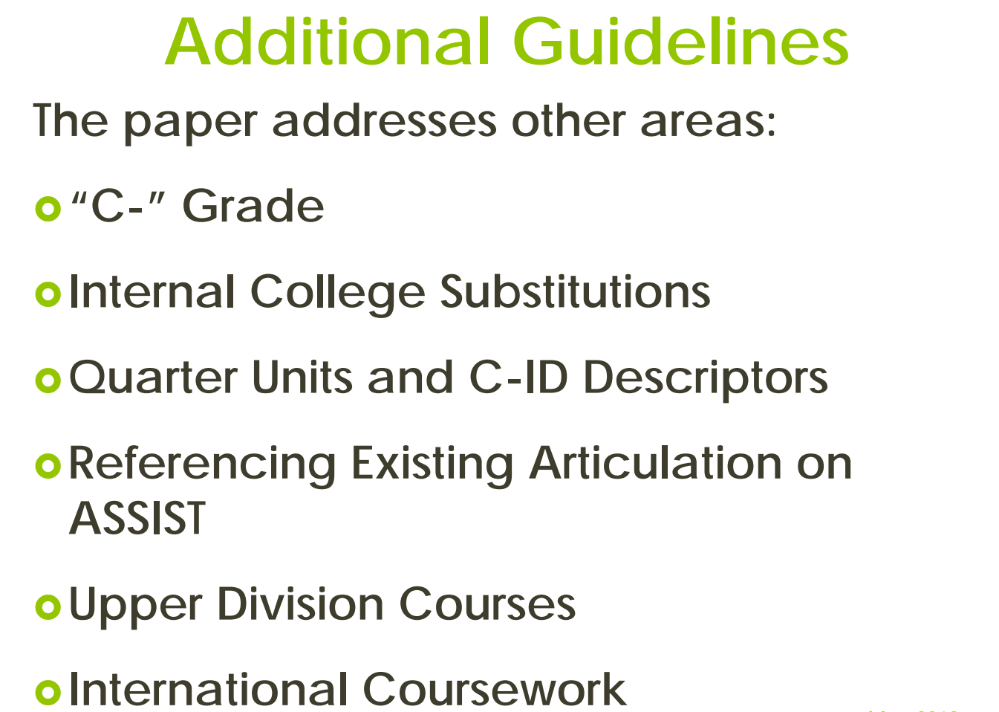 Additional Guidelines
The paper addresses other areas:
"C-" Grade
Internal College Substitutions
Quarter Units and C-ID Descriptors
Referencing Existing Articulation on
ASSIST
Upper Division Courses
International Coursework